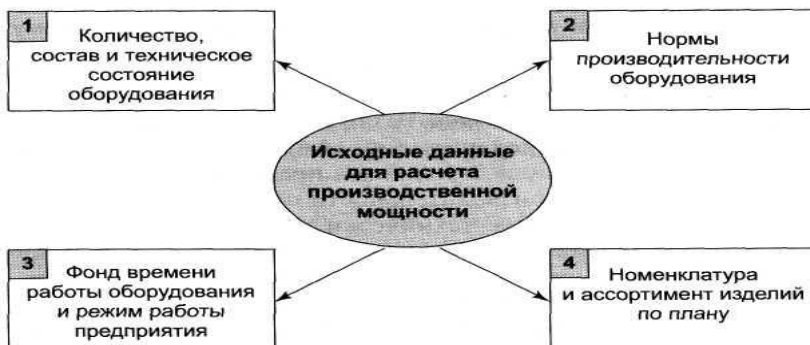 1
Количество,
состав и техническое
состояние
оборудования
2
Нормы
производительности
оборудования
Исходные данные
для расчета
производственной
мощности
3
Фонд времени
работы оборудования
и режим работы
предприятия
4
Номенклатура
и ассортимент изделий
по плану